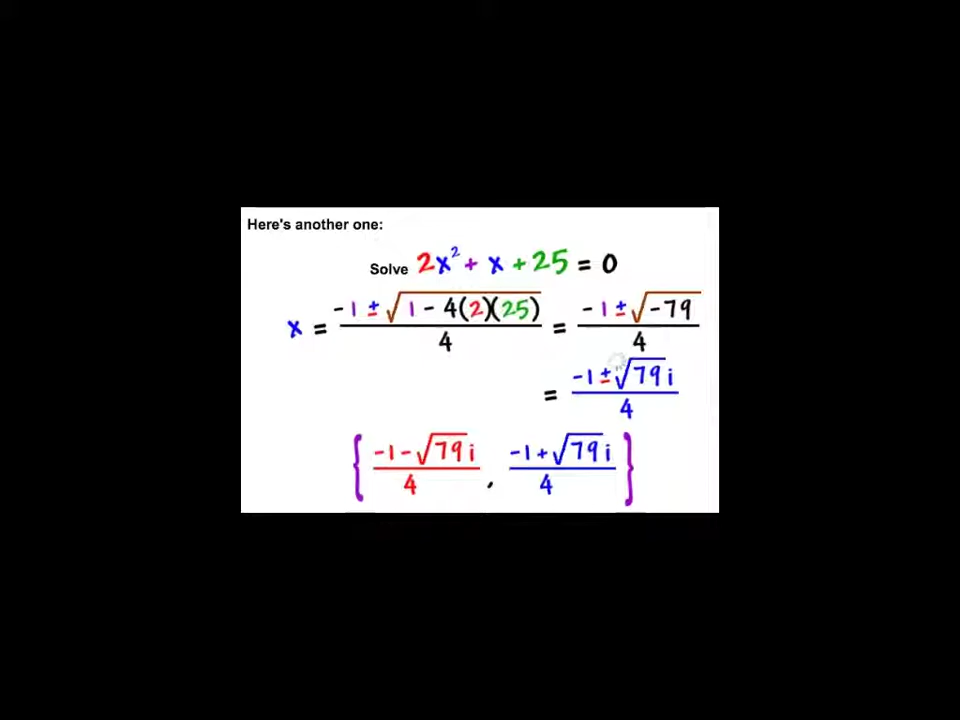 Here's another one:
Solve 2x² + x + 25 = 0
x = (-1 ± √(1 - 4(2)(25)))/4 = (-1 ± √(-79))/4
= (-1 ± √79 i)/4
{ (-1 - √79 i)/4 , (-1 + √79 i)/4 }